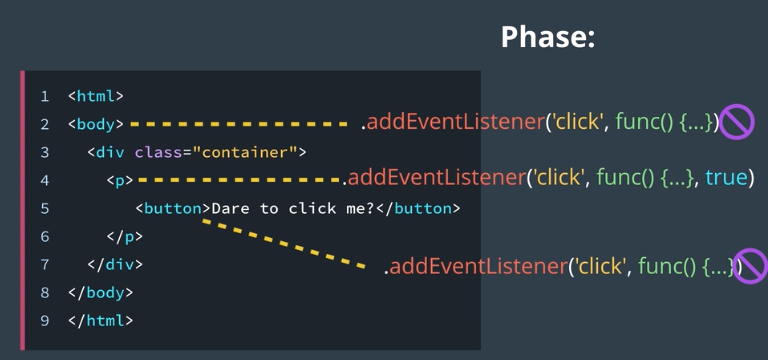 Phase:
1 <html>
2 <body> .addEventListener('click', func() {...})
3 <div class="container">
4 <p> .addEventListener('click', func() {...}, true)
5 <button>Dare to click me?</button>
6 </p>
7 </div> .addEventListener('click', func() {...})
8 </body>
9 </html>